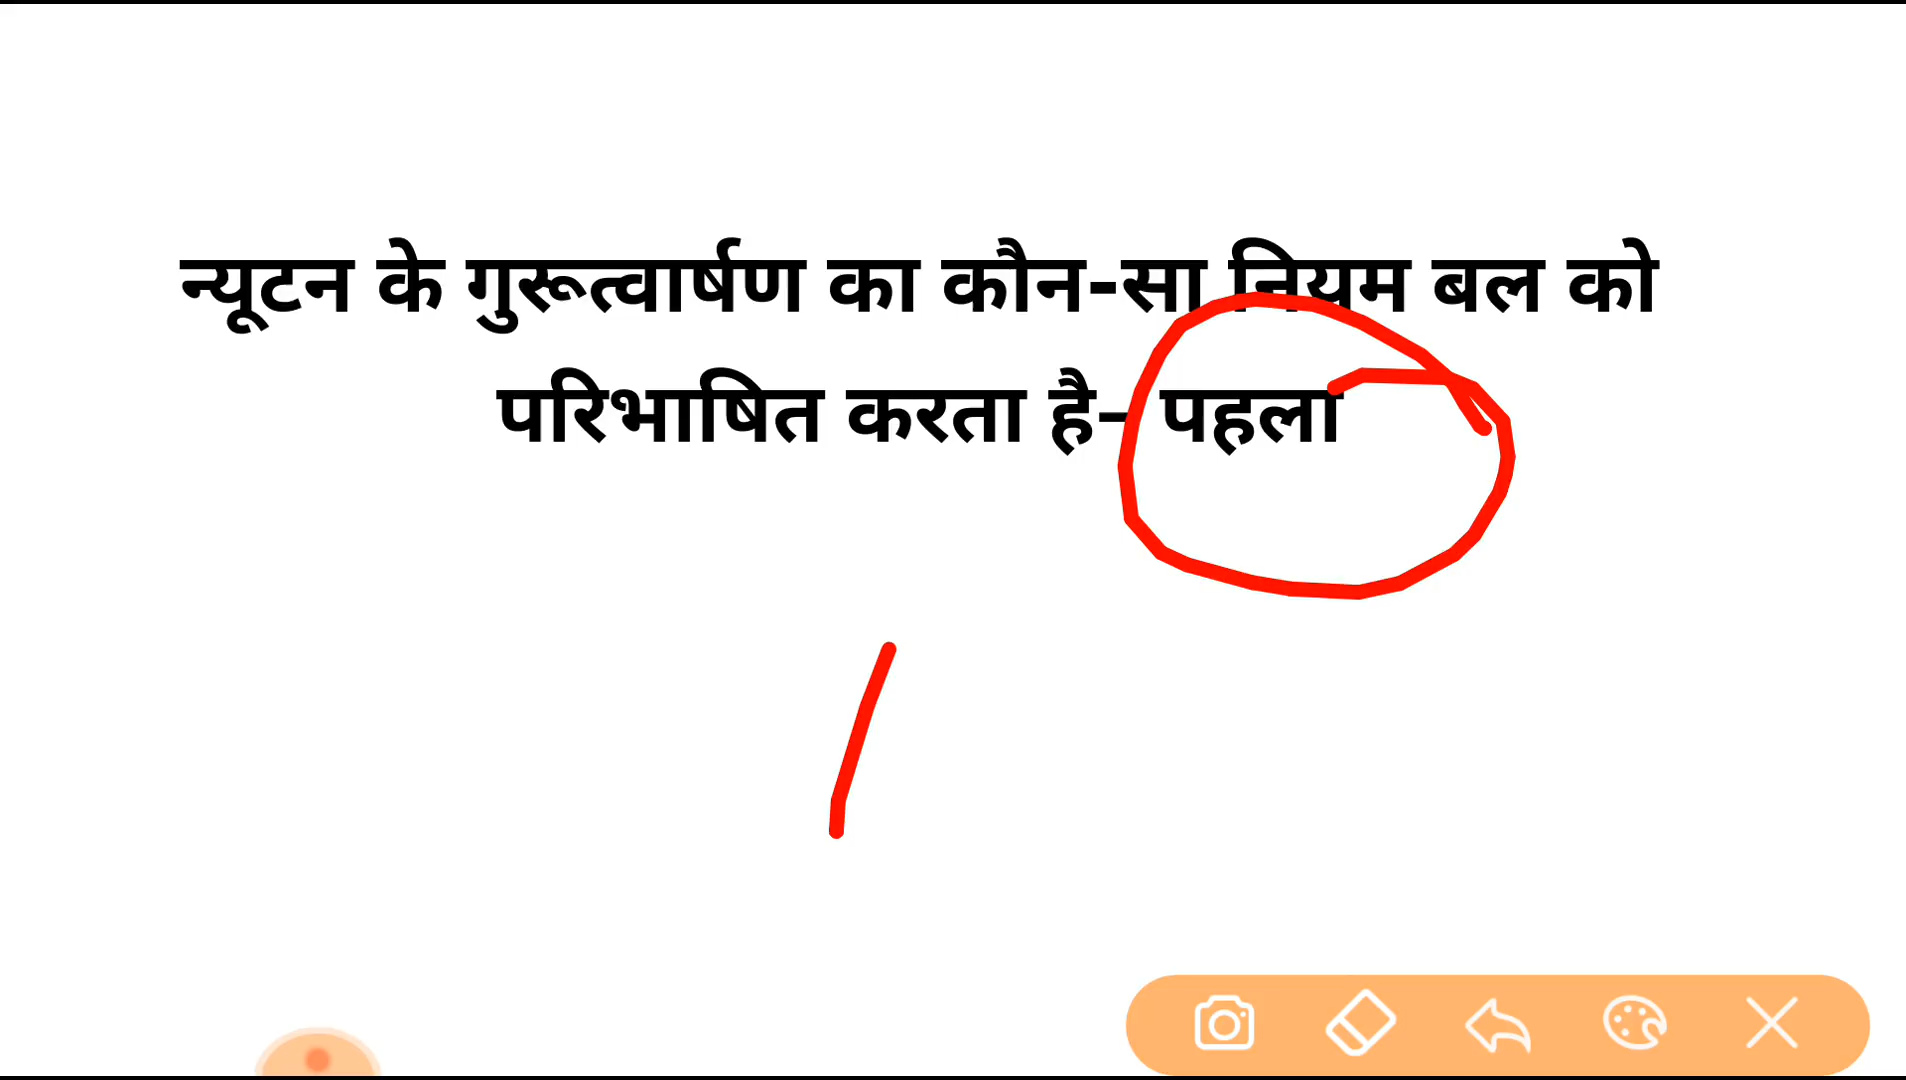 न्यूटन के गुरूत्वार्षण का कौन-सा नियम बल को
परिभाषित करता है– पहला